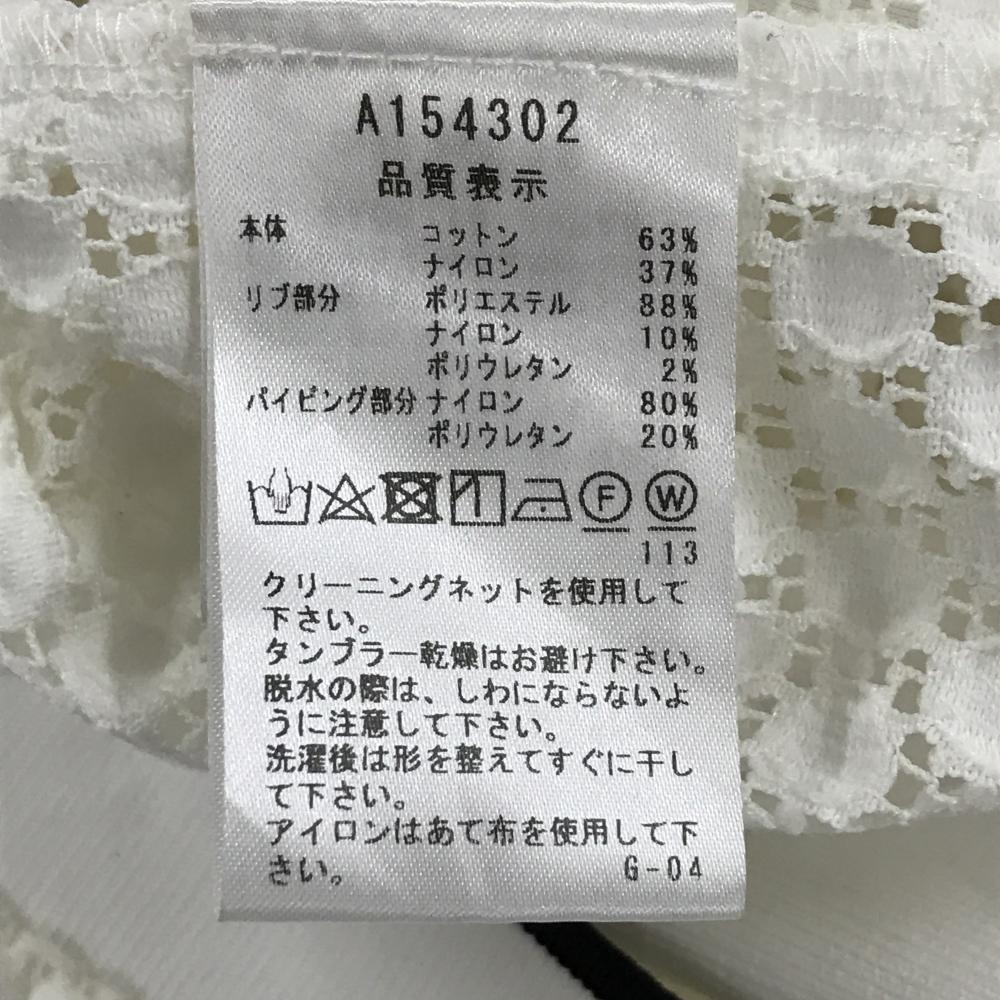 A154302
品質表示
本体 コットン 63%
ナイロン 37%
リブ部分 ポリエステル 88%
ナイロン 10%
ポリウレタン 2%
パイピング部分 ナイロン 80%
ポリウレタン 20%
F W
113
クリーニングネットを使用して
下さい。
タンブラー乾燥はお避け下さい。
脱水の際は、しわにならないよ
うに注意して下さい。
洗濯後は形を整えてすぐに干し
て下さい。
アイロンはあて布を使用して下
さい。 G-04